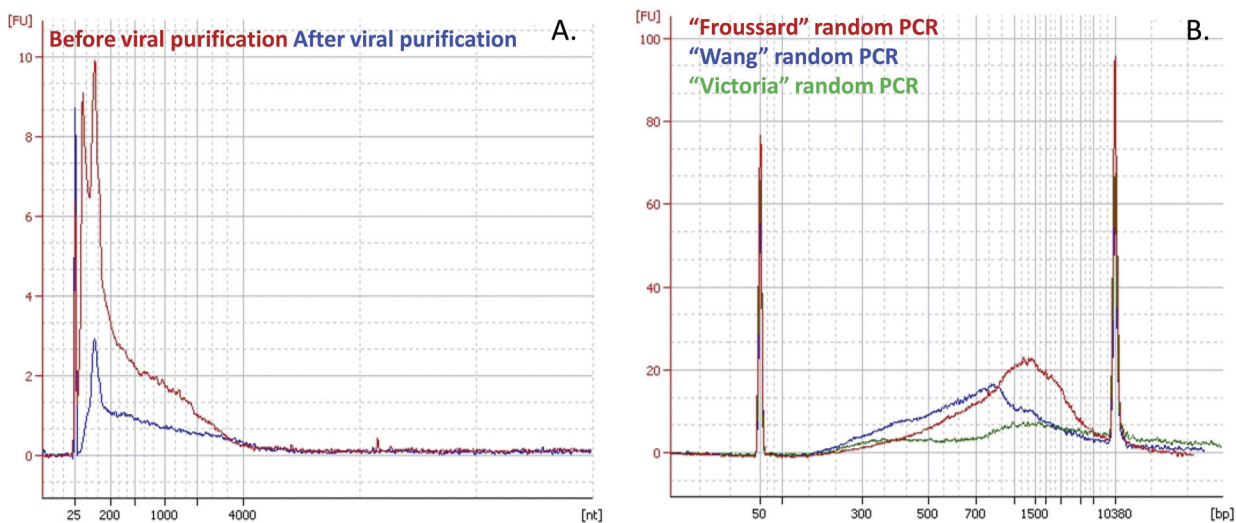 [FU]
Before viral purification After viral purification
A.
10
8
6
4
2
0
25 200 1000 4000 [nt]
[FU]
"Froussard" random PCR
B.
"Wang" random PCR
"Victoria" random PCR
100
80
60
40
20
0
50 300 500 700 1500 10380 [bp]